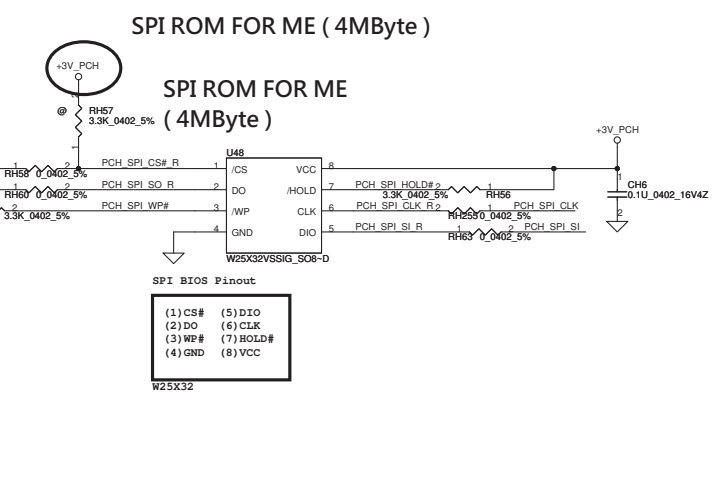 SPI ROM FOR ME ( 4MByte )
+3V_PCH
SPI ROM FOR ME
( 4MByte )
@ RH57
3.3K_0402_5%
+3V_PCH
U48
1 2 PCH_SPI_CS#_R 1 /CS VCC 8
RH58 0_0402_5%
1 2 PCH_SPI_SO_R 2 DO /HOLD 7 PCH_SPI_HOLD# 2 1
RH60 0_0402_5%
3.3K_0402_5% RH56
2 PCH_SPI_WP# 3 /WP CLK 6 PCH_SPI_CLK_R 2 1 PCH_SPI_CLK
3.3K_0402_5%
RH255 0_0402_5%
4 GND DIO 5 PCH_SPI_SI_R 1 2 PCH_SPI_SI
RH63 0_0402_5%
1
CH6
0.1U_0402_16V4Z
2
W25X32VSSIG_SO8~D
SPI BIOS Pinout
(1)CS# (5)DIO
(2)DO (6)CLK
(3)WP# (7)HOLD#
(4)GND (8)VCC
W25X32